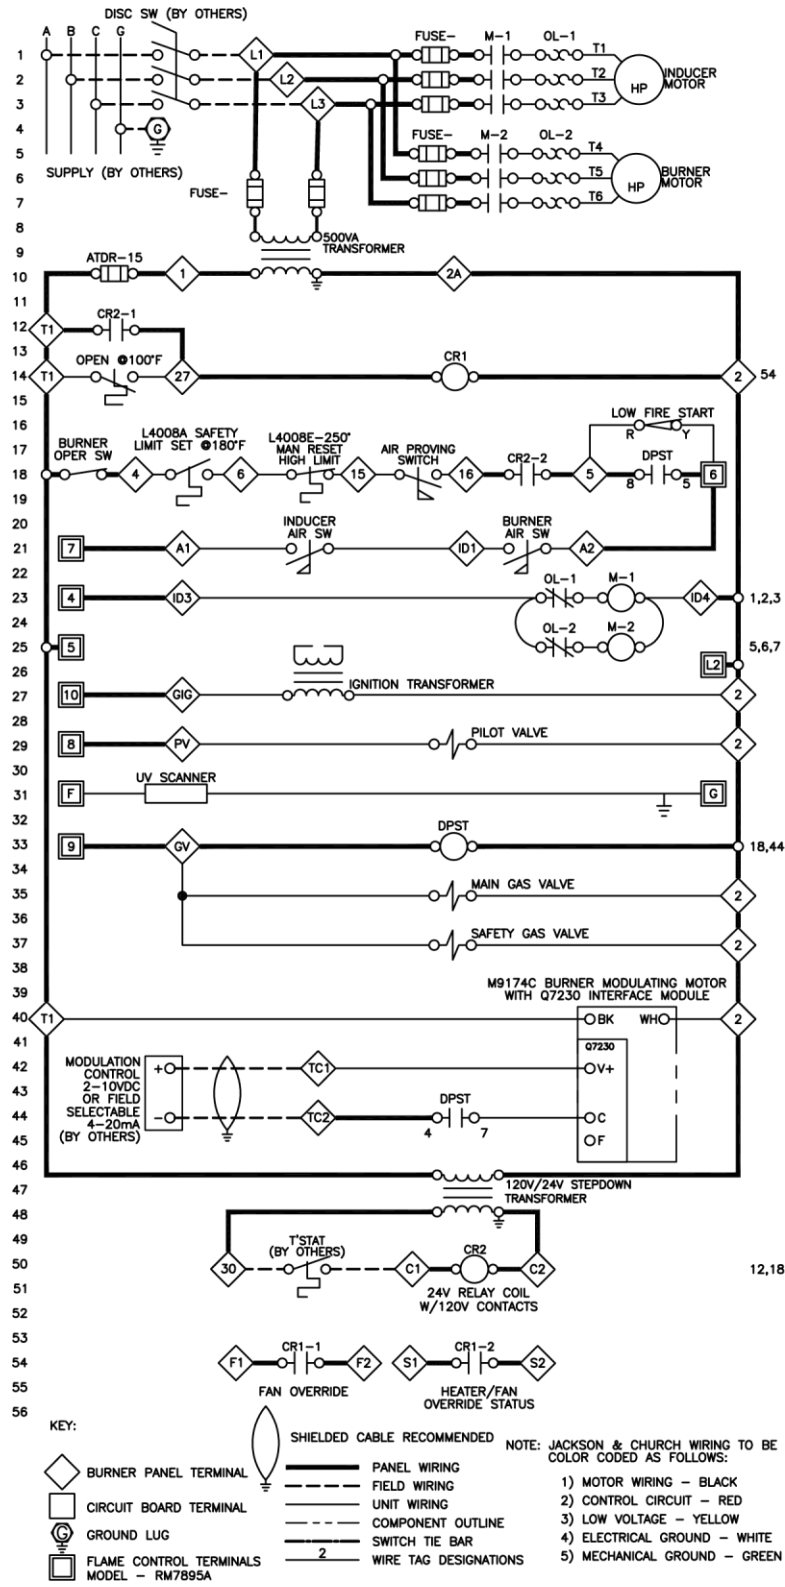 DISC SW (BY OTHERS)
A B C G
FUSE- M-1 OL-1
1 L1 T1
2 L2 T2 INDUCER
HP MOTOR
3 L3 T3
4 G
FUSE- M-2 OL-2
5 T4
SUPPLY (BY OTHERS)
6 T5 BURNER
HP MOTOR
FUSE-
7 T6
8
500VA
TRANSFORMER
9
ATDR-15
10 1 2A
11
CR2-1
12 T1
13
OPEN @100°F CR1
14 T1 27 2 54
15
LOW FIRE START
16 R Y
BURNER
OPER SW
L4008A SAFETY
LIMIT SET @180°F
L4008E-250°
MAN RESET
HIGH LIMIT
AIR PROVING
SWITCH
CR2-2 DPST
17
18 4 6 15 16 5 8 5 6
19
20
INDUCER
AIR SW
BURNER
AIR SW
21 7 A1 ID1 A2
22
OL-1 M-1
23 4 ID3 ID4 1,2,3
24
OL-2 M-2
25 5 5,6,7
L2
26
IGNITION TRANSFORMER
27 10 GIG 2
28
29 8 PV PILOT VALVE 2
30
UV SCANNER
31 F G
32
DPST
33 9 GV 18,44
34
35 MAIN GAS VALVE 2
36
37 SAFETY GAS VALVE 2
38
M9174C BURNER MODULATING MOTOR
WITH Q7230 INTERFACE MODULE
39
40 T1 BK WH 2
41
Q7230
MODULATION
CONTROL
2-10VDC
OR FIELD
SELECTABLE
4-20mA
(BY OTHERS)
42 + TC1 V+
43
DPST
44 - TC2 4 7 C
45 F
46
47
120V/24V STEPDOWN
TRANSFORMER
48
49
T'STAT
(BY OTHERS)
CR2
50 30 C1 C2 12,18
51
24V RELAY COIL
W/120V CONTACTS
52
53
CR1-1 CR1-2
54 F1 F2 S1 S2
55
FAN OVERRIDE
HEATER/FAN
OVERRIDE STATUS
56
KEY:
BURNER PANEL TERMINAL
CIRCUIT BOARD TERMINAL
G GROUND LUG
FLAME CONTROL TERMINALS
MODEL - RM7895A
SHIELDED CABLE RECOMMENDED
PANEL WIRING
FIELD WIRING
UNIT WIRING
COMPONENT OUTLINE
SWITCH TIE BAR
2 WIRE TAG DESIGNATIONS
NOTE: JACKSON & CHURCH WIRING TO BE
COLOR CODED AS FOLLOWS:
1) MOTOR WIRING - BLACK
2) CONTROL CIRCUIT - RED
3) LOW VOLTAGE - YELLOW
4) ELECTRICAL GROUND - WHITE
5) MECHANICAL GROUND - GREEN